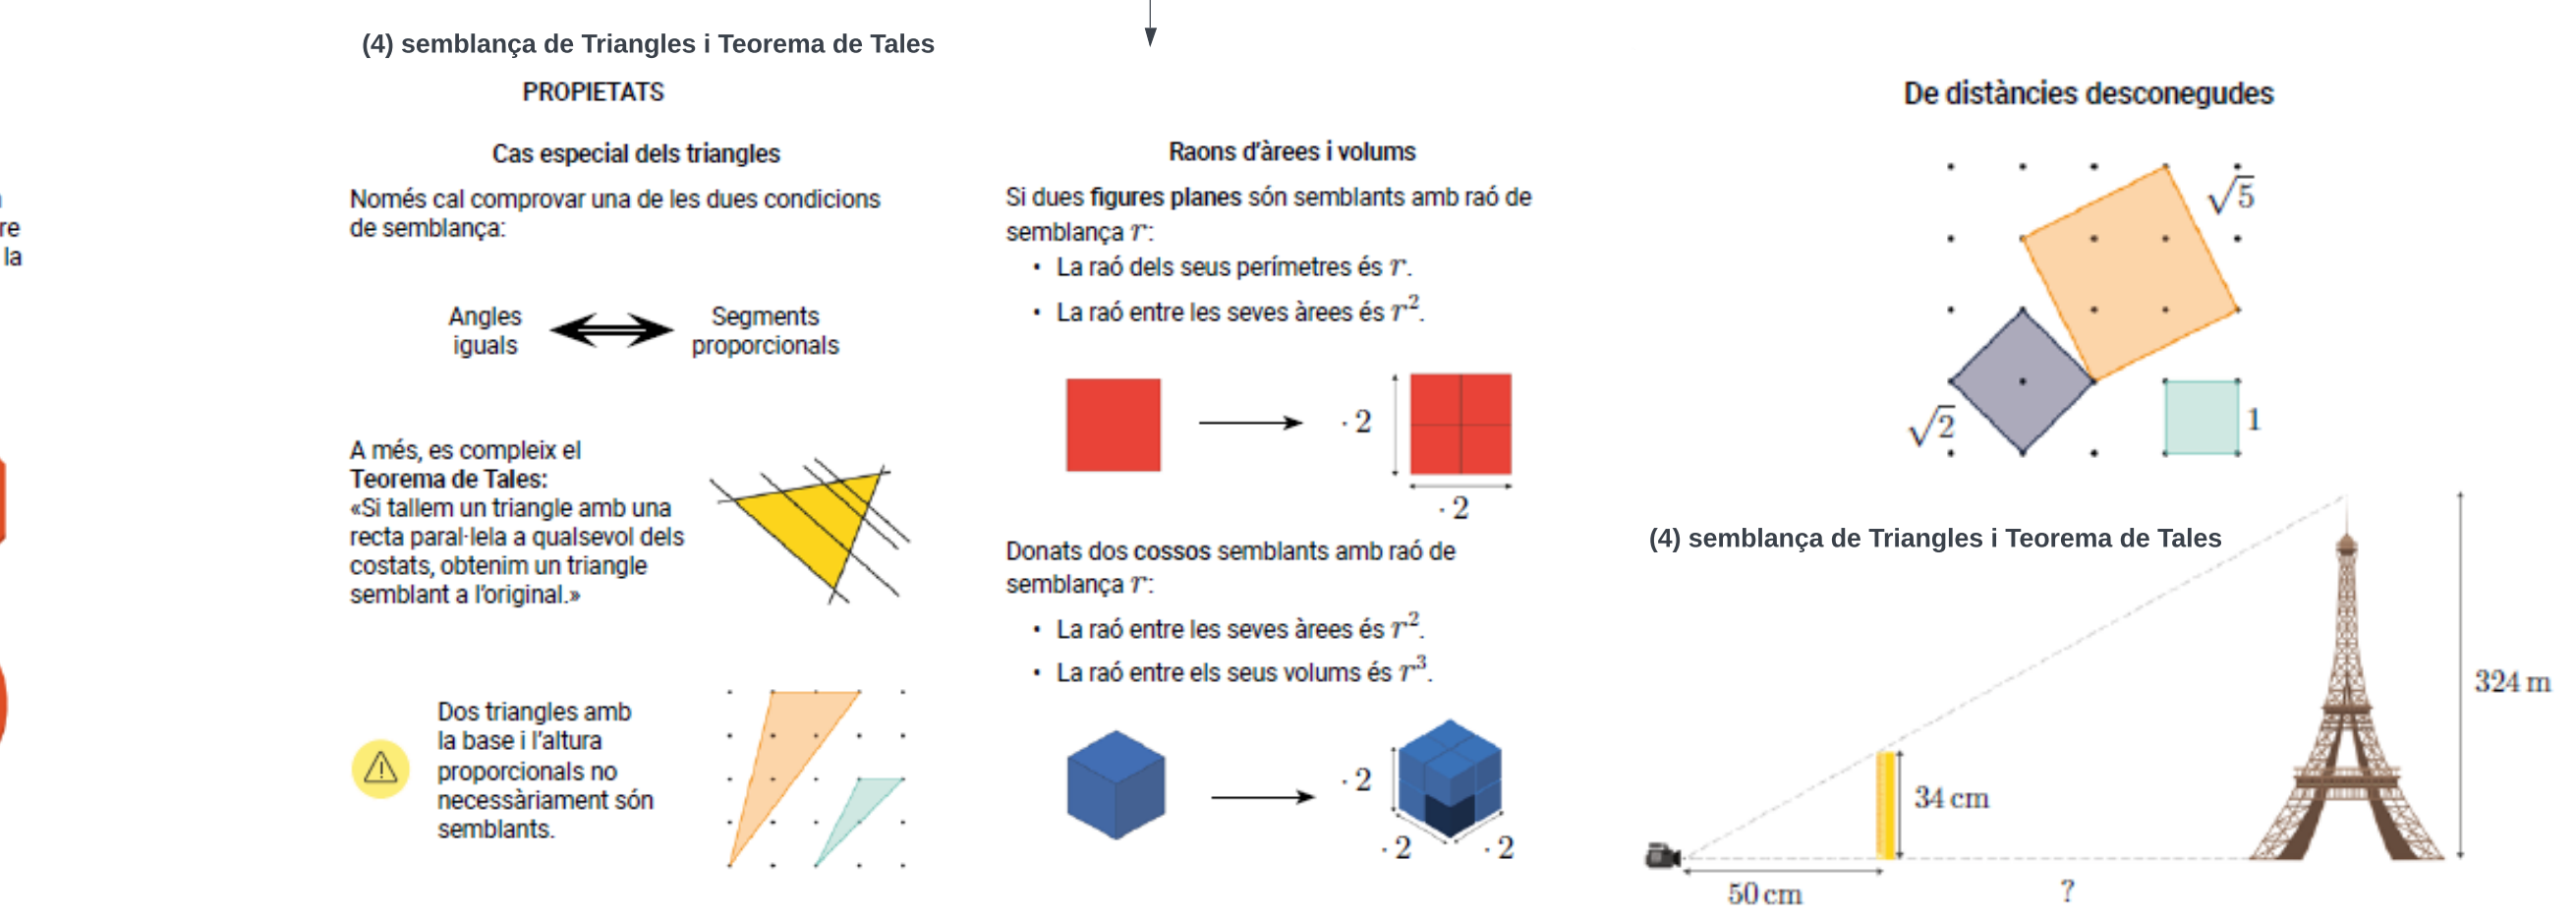 (4) semblança de Triangles i Teorema de Tales
PROPIETATS
Cas especial dels triangles
Només cal comprovar una de les dues condicions
de semblança:
Angles
iguals
Segments
proporcionals
A més, es compleix el
Teorema de Tales:
«Si tallem un triangle amb una
recta paral·lela a qualsevol dels
costats, obtenim un triangle
semblant a l'original.»
Dos triangles amb
la base i l'altura
proporcionals no
necessàriament són
semblants.
Raons d'àrees i volums
Si dues figures planes són semblants amb raó de
semblança r:
• La raó dels seus perímetres és r.
• La raó entre les seves àrees és r².
· 2
· 2
Donats dos cossos semblants amb raó de
semblança r:
• La raó entre les seves àrees és r².
• La raó entre els seus volums és r³.
· 2
· 2
· 2
De distàncies desconegudes
√5
√2
1
(4) semblança de Triangles i Teorema de Tales
324 m
34 cm
50 cm
?
re
la